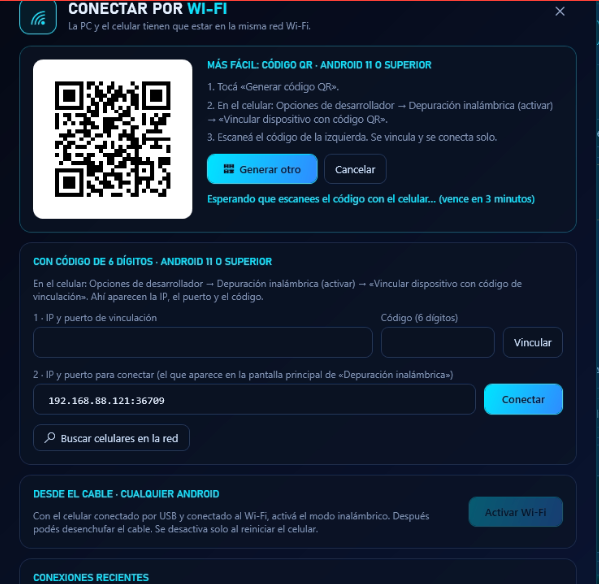 CONECTAR POR WI-FI
La PC y el celular tienen que estar en la misma red Wi-Fi.
MÁS FÁCIL: CÓDIGO QR · ANDROID 11 O SUPERIOR
1. Tocá «Generar código QR».
2. En el celular: Opciones de desarrollador → Depuración inalámbrica (activar)
→ «Vincular dispositivo con código QR».
3. Escaneá el código de la izquierda. Se vincula y se conecta solo.
Generar otro
Cancelar
Esperando que escanees el código con el celular... (vence en 3 minutos)
CON CÓDIGO DE 6 DÍGITOS · ANDROID 11 O SUPERIOR
En el celular: Opciones de desarrollador → Depuración inalámbrica (activar) → «Vincular dispositivo con código de
vinculación». Ahí aparecen la IP, el puerto y el código.
1 · IP y puerto de vinculación
Código (6 dígitos)
Vincular
2 · IP y puerto para conectar (el que aparece en la pantalla principal de «Depuración inalámbrica»)
192.168.88.121:36709
Conectar
Buscar celulares en la red
DESDE EL CABLE · CUALQUIER ANDROID
Con el celular conectado por USB y conectado al Wi-Fi, activá el modo inalámbrico. Después
podés desenchufar el cable. Se desactiva solo al reiniciar el celular.
Activar Wi-Fi
CONEXIONES RECIENTES